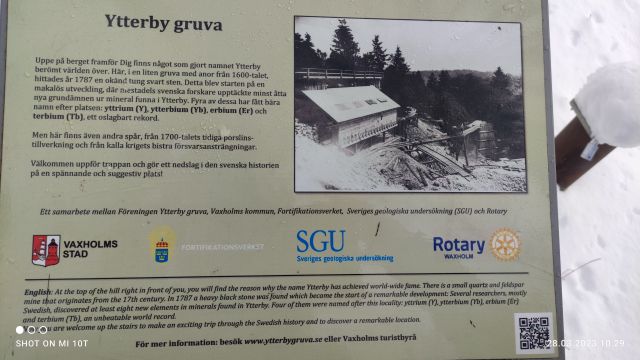 Ytterby gruva
Uppe på berget framför Dig finns något som gjort namnet Ytterby
berömt världen över. Här, i en liten gruva med anor från 1600-talet,
hittades år 1787 en okänd tung svart sten. Detta blev starten på en
makalös utveckling, där mestadels svenska forskare upptäckte minst åtta
nya grundämnen ur mineral funna i Ytterby. Fyra av dessa har fått bära
namn efter platsen: yttrium (Y), ytterbium (Yb), erbium (Er) och
terbium (Tb), ett oslagbart rekord.
Men här finns även andra spår, från 1700-talets tidiga porslins-
tillverkning och från kalla krigets bistra försvarsansträngningar.
Välkommen uppför trappan och gör ett nedslag i den svenska historien
på en spännande och suggestiv plats!
Ett samarbete mellan Föreningen Ytterby gruva, Vaxholms kommun, Fortifikationsverket, Sveriges geologiska undersökning (SGU) och Rotary
VAXHOLMS
STAD
FORTIFIKATIONSVERKET
SGU
Sveriges geologiska undersökning
Rotary
WAXHOLM
English: At the top of the hill right in front of you, you will find the reason why the name Ytterby has achieved world-wide fame. There is a small quartz and feldspar
mine that originates from the 17th century. In 1787 a heavy black stone was found which became the start of a remarkable development: Several researchers, mostly
Swedish, discovered at least eight new elements in minerals found in Ytterby. Four of them were named after this locality: yttrium (Y), ytterbium (Yb), erbium (Er)
and terbium (Tb), an unbeatable world record.
You are welcome up the stairs to make an exciting trip through the Swedish history and to discover a remarkable location.
For more information: besök www.ytterbygruva.se eller Vaxholms turistbyrå
SHOT ON MI 10T
28.03.2023 10:29